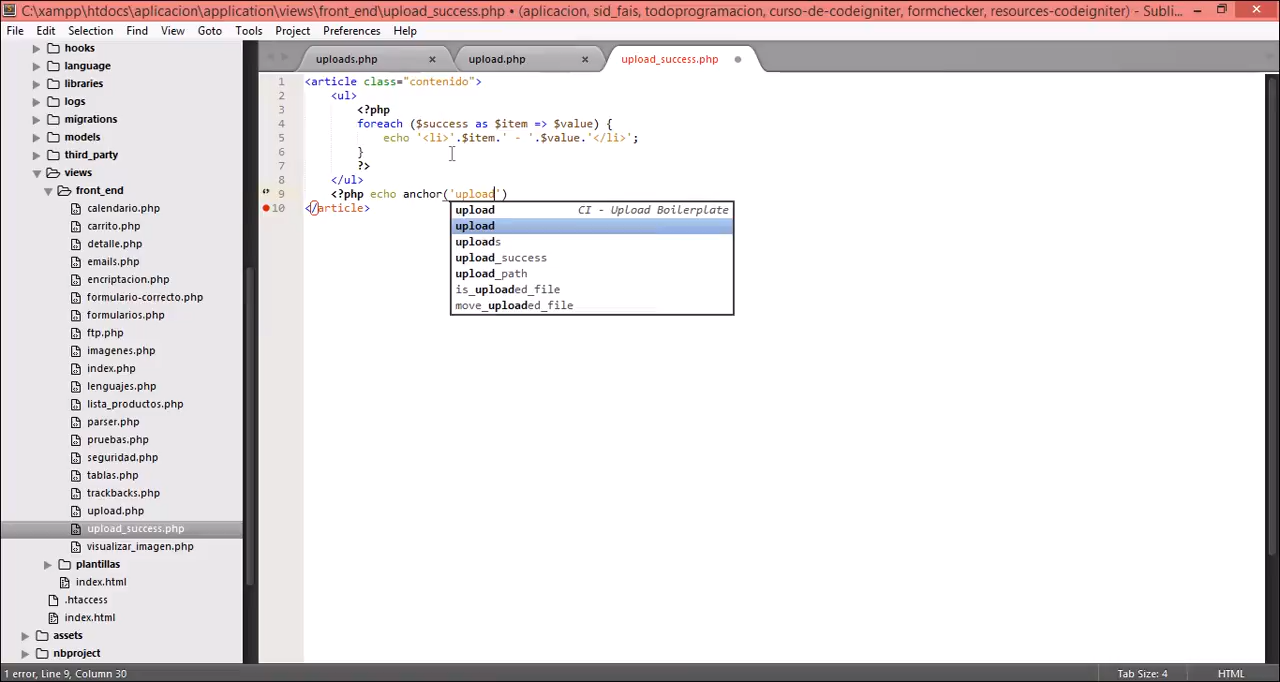 C:\xampp\htdocs\aplicacion\application\views\front_end\upload_success.php • (aplicacion, sid_fais, todoprogramacion, curso-de-codeigniter, formchecker, resources-codeigniter) - Subli...
File Edit Selection Find View Goto Tools Project Preferences Help
hooks
language
libraries
logs
migrations
models
third_party
views
front_end
calendario.php
carrito.php
detalle.php
emails.php
encriptacion.php
formulario-correcto.php
formularios.php
ftp.php
imagenes.php
index.php
lenguajes.php
lista_productos.php
parser.php
pruebas.php
seguridad.php
tablas.php
trackbacks.php
upload.php
upload_success.php
visualizar_imagen.php
plantillas
index.html
.htaccess
index.html
assets
nbproject
uploads.php upload.php upload_success.php
1 <article class="contenido">
2 <ul>
3 <?php
4 foreach ($success as $item => $value) {
5 echo '<li>'.$item.' - '.$value.'</li>';
6 }
7 ?>
8 </ul>
9 <?php echo anchor('upload')
10 </article>
upload CI - Upload Boilerplate
upload
uploads
upload_success
upload_path
is_uploaded_file
move_uploaded_file
1 error, Line 9, Column 30 Tab Size: 4 HTML